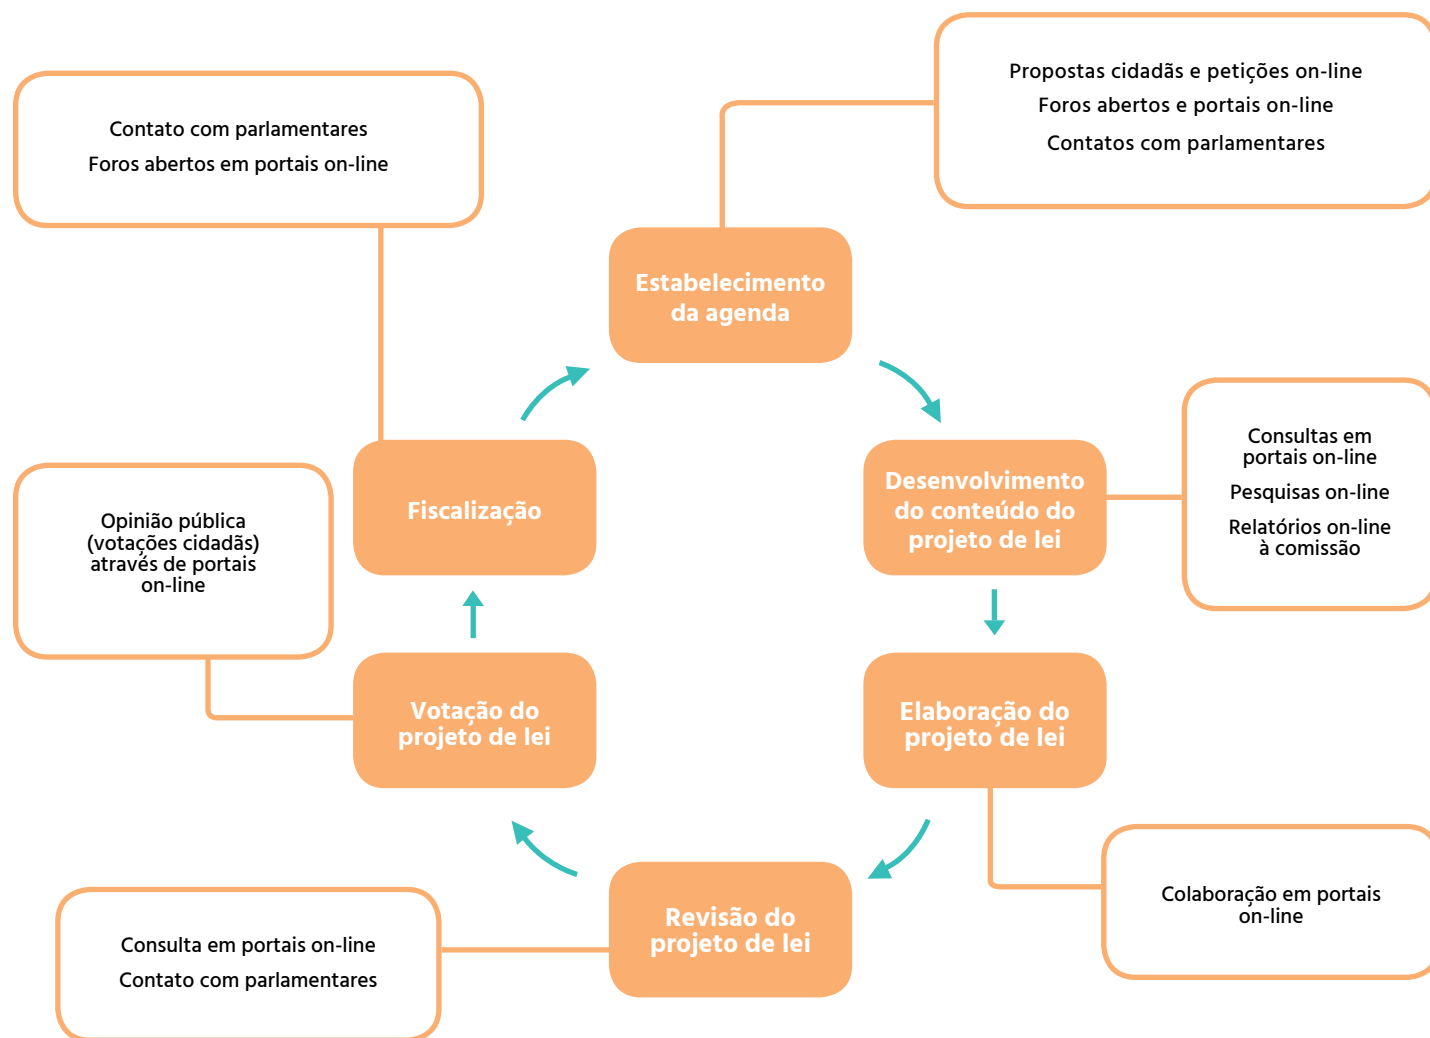 Propostas cidadãs e petições on-line
Foros abertos e portais on-line
Contatos com parlamentares
Contato com parlamentares
Foros abertos em portais on-line
Estabelecimento
da agenda
Consultas em
portais on-line
Pesquisas on-line
Relatórios on-line
à comissão
Desenvolvimento
do conteúdo do
projeto de lei
Fiscalização
Opinião pública
(votações cidadãs)
através de portais
on-line
Votação do
projeto de lei
Elaboração do
projeto de lei
Colaboração em portais
on-line
Revisão do
projeto de lei
Consulta em portais on-line
Contato com parlamentares